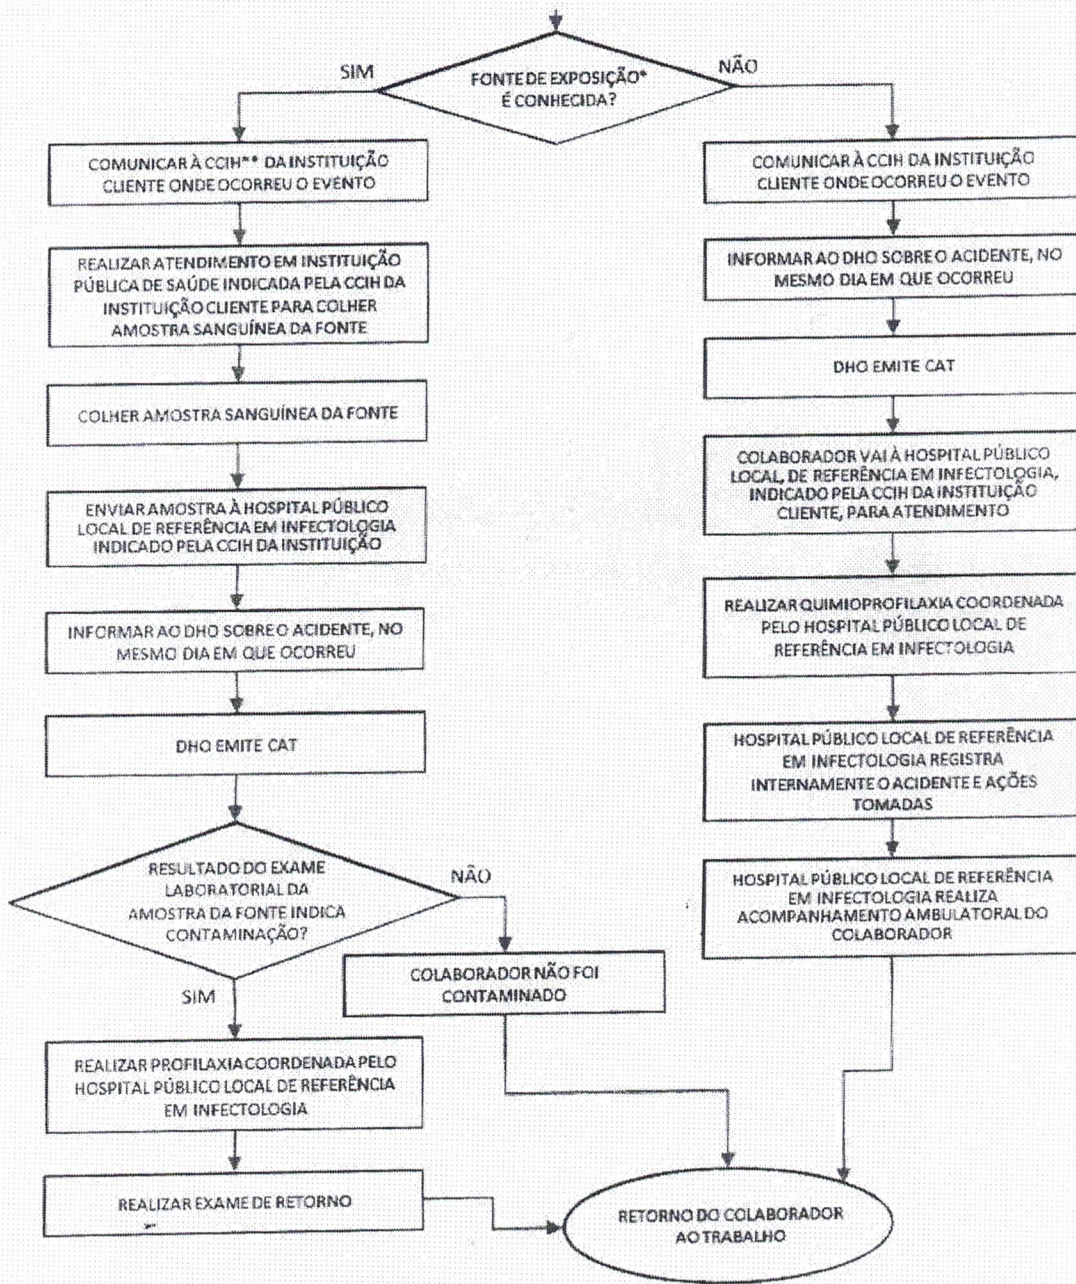 FONTE DE EXPOSIÇÃO*
É CONHECIDA?
SIM
NÃO
COMUNICAR À CCIH** DA INSTITUIÇÃO
CLIENTE ONDE OCORREU O EVENTO
REALIZAR ATENDIMENTO EM INSTITUIÇÃO
PÚBLICA DE SAÚDE INDICADA PELA CCIH DA
INSTITUIÇÃO CLIENTE PARA COLHER
AMOSTRA SANGUÍNEA DA FONTE
COLHER AMOSTRA SANGUÍNEA DA FONTE
ENVIAR AMOSTRA À HOSPITAL PÚBLICO
LOCAL DE REFERÊNCIA EM INFECTOLOGIA
INDICADO PELA CCIH DA INSTITUIÇÃO
INFORMAR AO DHO SOBRE O ACIDENTE, NO
MESMO DIA EM QUE OCORREU
DHO EMITE CAT
RESULTADO DO EXAME
LABORATORIAL DA
AMOSTRA DA FONTE INDICA
CONTAMINAÇÃO?
NÃO
SIM
COLABORADOR NÃO FOI
CONTAMINADO
REALIZAR PROFILAXIA COORDENADA PELO
HOSPITAL PÚBLICO LOCAL DE REFERÊNCIA
EM INFECTOLOGIA
REALIZAR EXAME DE RETORNO
COMUNICAR À CCIH DA INSTITUIÇÃO
CLIENTE ONDE OCORREU O EVENTO
INFORMAR AO DHO SOBRE O ACIDENTE, NO
MESMO DIA EM QUE OCORREU
DHO EMITE CAT
COLABORADOR VAI À HOSPITAL PÚBLICO
LOCAL, DE REFERÊNCIA EM INFECTOLOGIA,
INDICADO PELA CCIH DA INSTITUIÇÃO
CLIENTE, PARA ATENDIMENTO
REALIZAR QUIMIOPROFILAXIA COORDENADA
PELO HOSPITAL PÚBLICO LOCAL DE
REFERÊNCIA EM INFECTOLOGIA
HOSPITAL PÚBLICO LOCAL DE REFERÊNCIA
EM INFECTOLOGIA REGISTRA
INTERNAMENTE O ACIDENTE E AÇÕES
TOMADAS
HOSPITAL PÚBLICO LOCAL DE REFERÊNCIA
EM INFECTOLOGIA REALIZA
ACOMPANHAMENTO AMBULATORAL DO
COLABORADOR
RETORNO DO COLABORADOR
AO TRABALHO